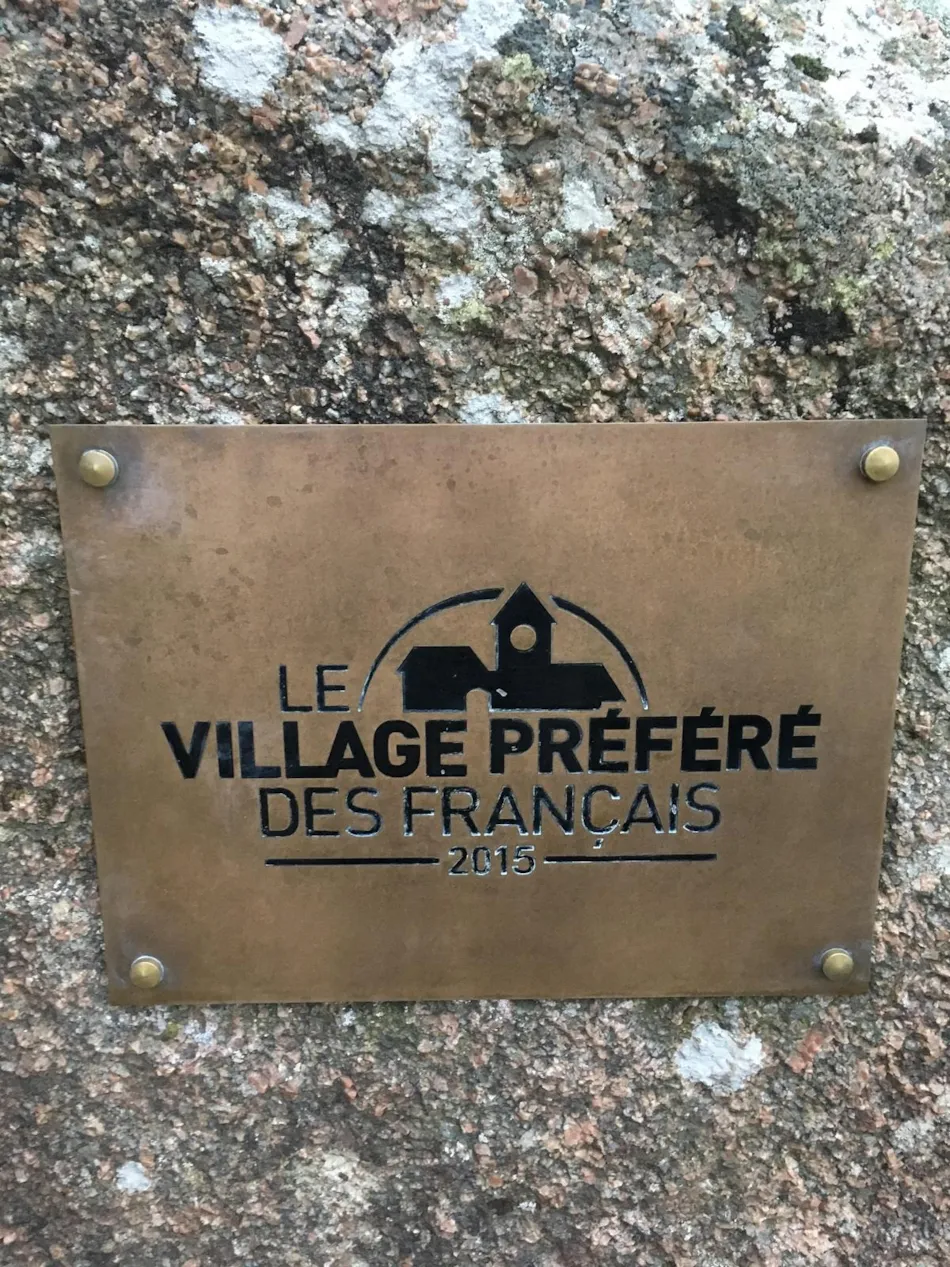 LE
VILLAGE PRÉFÉRÉ
DES FRANÇAIS
2015